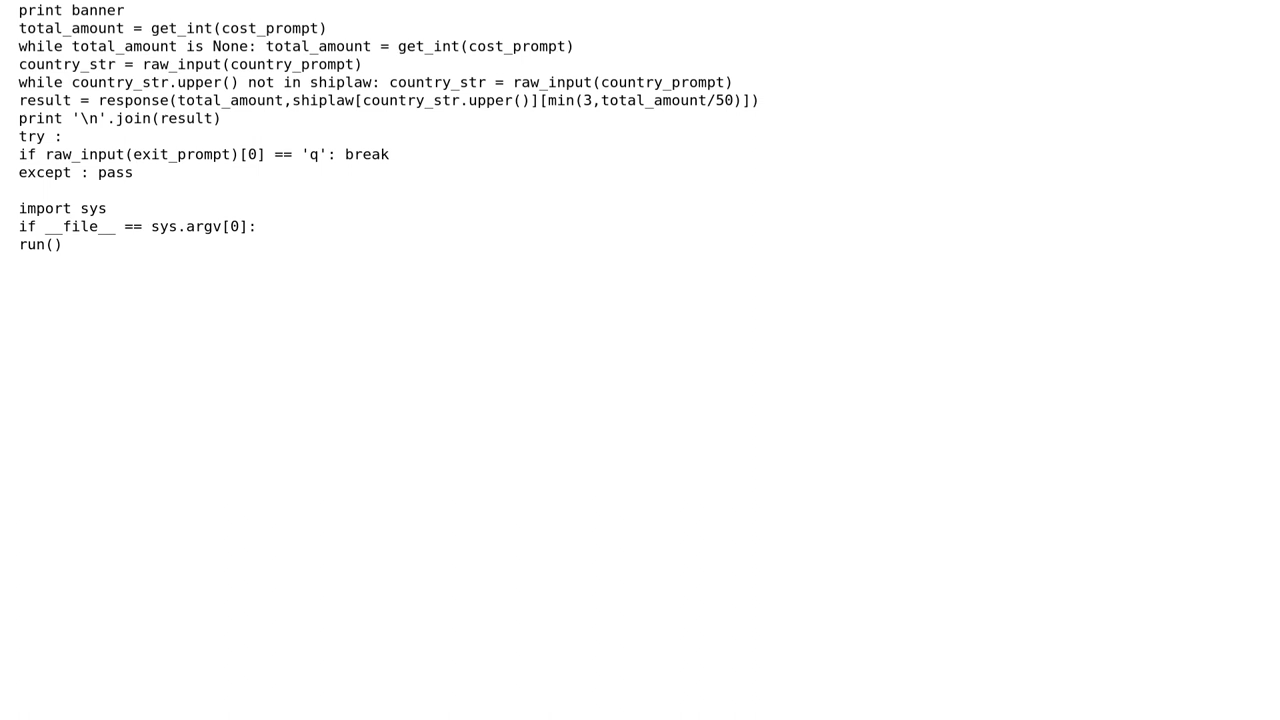 print banner
total_amount = get_int(cost_prompt)
while total_amount is None: total_amount = get_int(cost_prompt)
country_str = raw_input(country_prompt)
while country_str.upper() not in shiplaw: country_str = raw_input(country_prompt)
result = response(total_amount,shiplaw[country_str.upper()][min(3,total_amount/50)])
print '\n'.join(result)
try :
if raw_input(exit_prompt)[0] == 'q': break
except : pass

import sys
if __file__ == sys.argv[0]:
run()